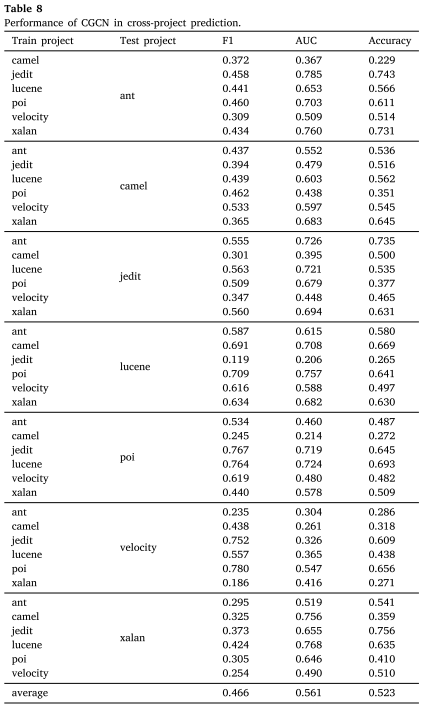 Table 8
Performance of CGCN in cross-project prediction.
Train project Test project F1 AUC Accuracy
camel 0.372 0.367 0.229
jedit 0.458 0.785 0.743
lucene 0.441 0.653 0.566
ant
poi 0.460 0.703 0.611
velocity 0.309 0.509 0.514
xalan 0.434 0.760 0.731
ant 0.437 0.552 0.536
jedit 0.394 0.479 0.516
lucene 0.439 0.603 0.562
camel
poi 0.462 0.438 0.351
velocity 0.533 0.597 0.545
xalan 0.365 0.683 0.645
ant 0.555 0.726 0.735
camel 0.301 0.395 0.500
lucene 0.563 0.721 0.535
jedit
poi 0.509 0.679 0.377
velocity 0.347 0.448 0.465
xalan 0.560 0.694 0.631
ant 0.587 0.615 0.580
camel 0.691 0.708 0.669
jedit 0.119 0.206 0.265
lucene
poi 0.709 0.757 0.641
velocity 0.616 0.588 0.497
xalan 0.634 0.682 0.630
ant 0.534 0.460 0.487
camel 0.245 0.214 0.272
jedit 0.767 0.719 0.645
poi
lucene 0.764 0.724 0.693
velocity 0.619 0.480 0.482
xalan 0.440 0.578 0.509
ant 0.235 0.304 0.286
camel 0.438 0.261 0.318
jedit 0.752 0.326 0.609
velocity
lucene 0.557 0.365 0.438
poi 0.780 0.547 0.656
xalan 0.186 0.416 0.271
ant 0.295 0.519 0.541
camel 0.325 0.756 0.359
jedit 0.373 0.655 0.756
xalan
lucene 0.424 0.768 0.635
poi 0.305 0.646 0.410
velocity 0.254 0.490 0.510
average 0.466 0.561 0.523